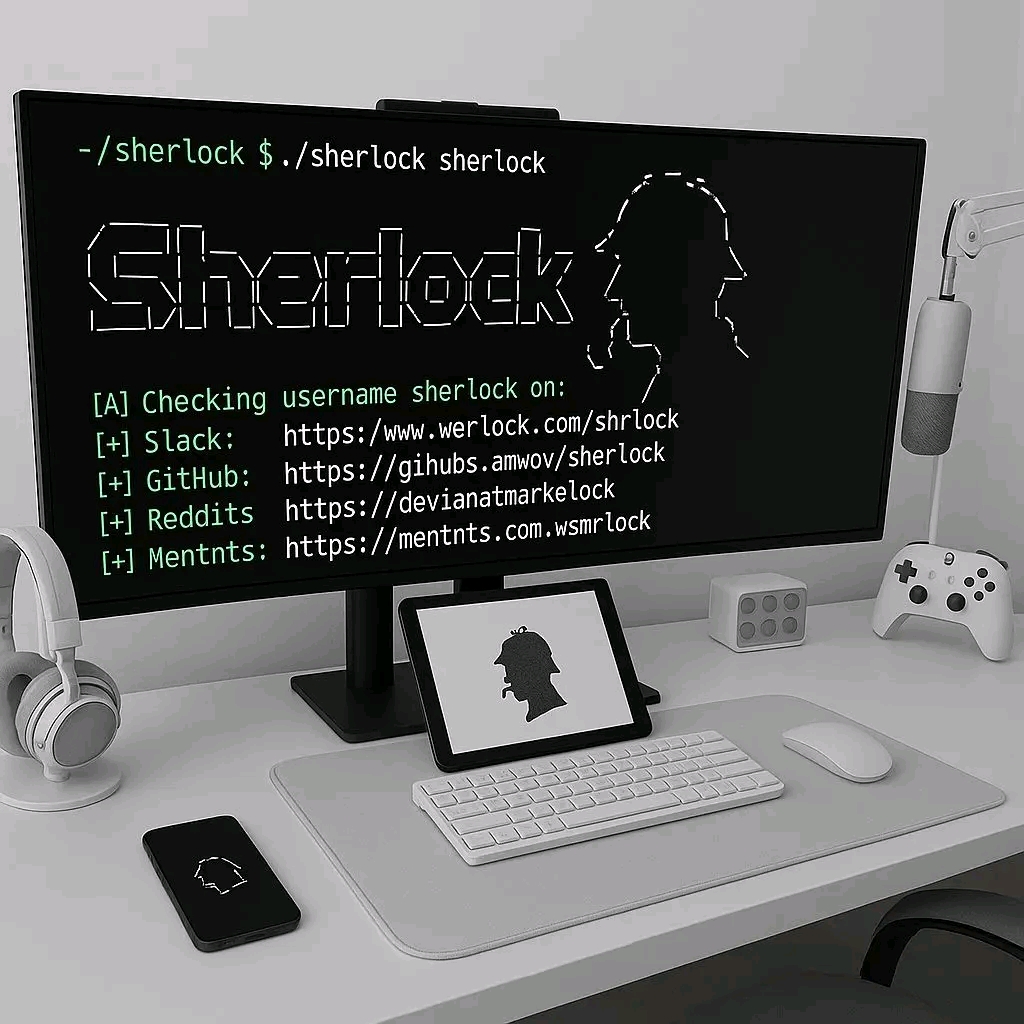 -/sherlock $./sherlock sherlock
Sherlock
[A] Checking username sherlock on:
[+] Slack: https:/www.werlock.com/shrlock
[+] GitHub: https://gihubs.amwov/sherlock
[+] Reddits https://devianatmarkelock
[+] Mentnts: https://mentnts.com.wsmrlock